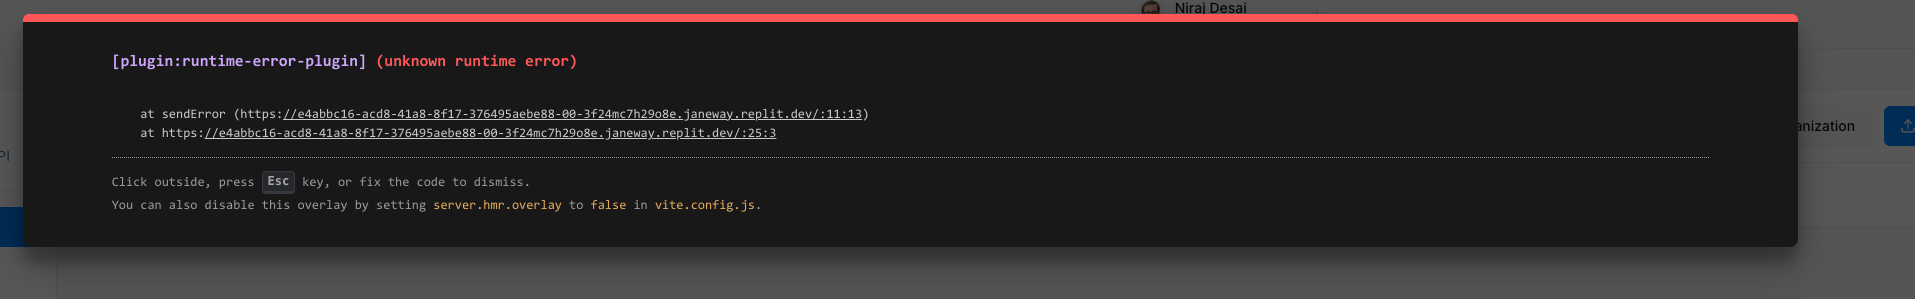 Niraj Desai
[plugin:runtime-error-plugin] (unknown runtime error)
at sendError (https://e4abbc16-acd8-41a8-8f17-376495aebe88-00-3f24mc7h29o8e.janeway.replit.dev/:11:13)
at https://e4abbc16-acd8-41a8-8f17-376495aebe88-00-3f24mc7h29o8e.janeway.replit.dev/:25:3
anization
PI
Click outside, press Esc key, or fix the code to dismiss.
You can also disable this overlay by setting server.hmr.overlay to false in vite.config.js.